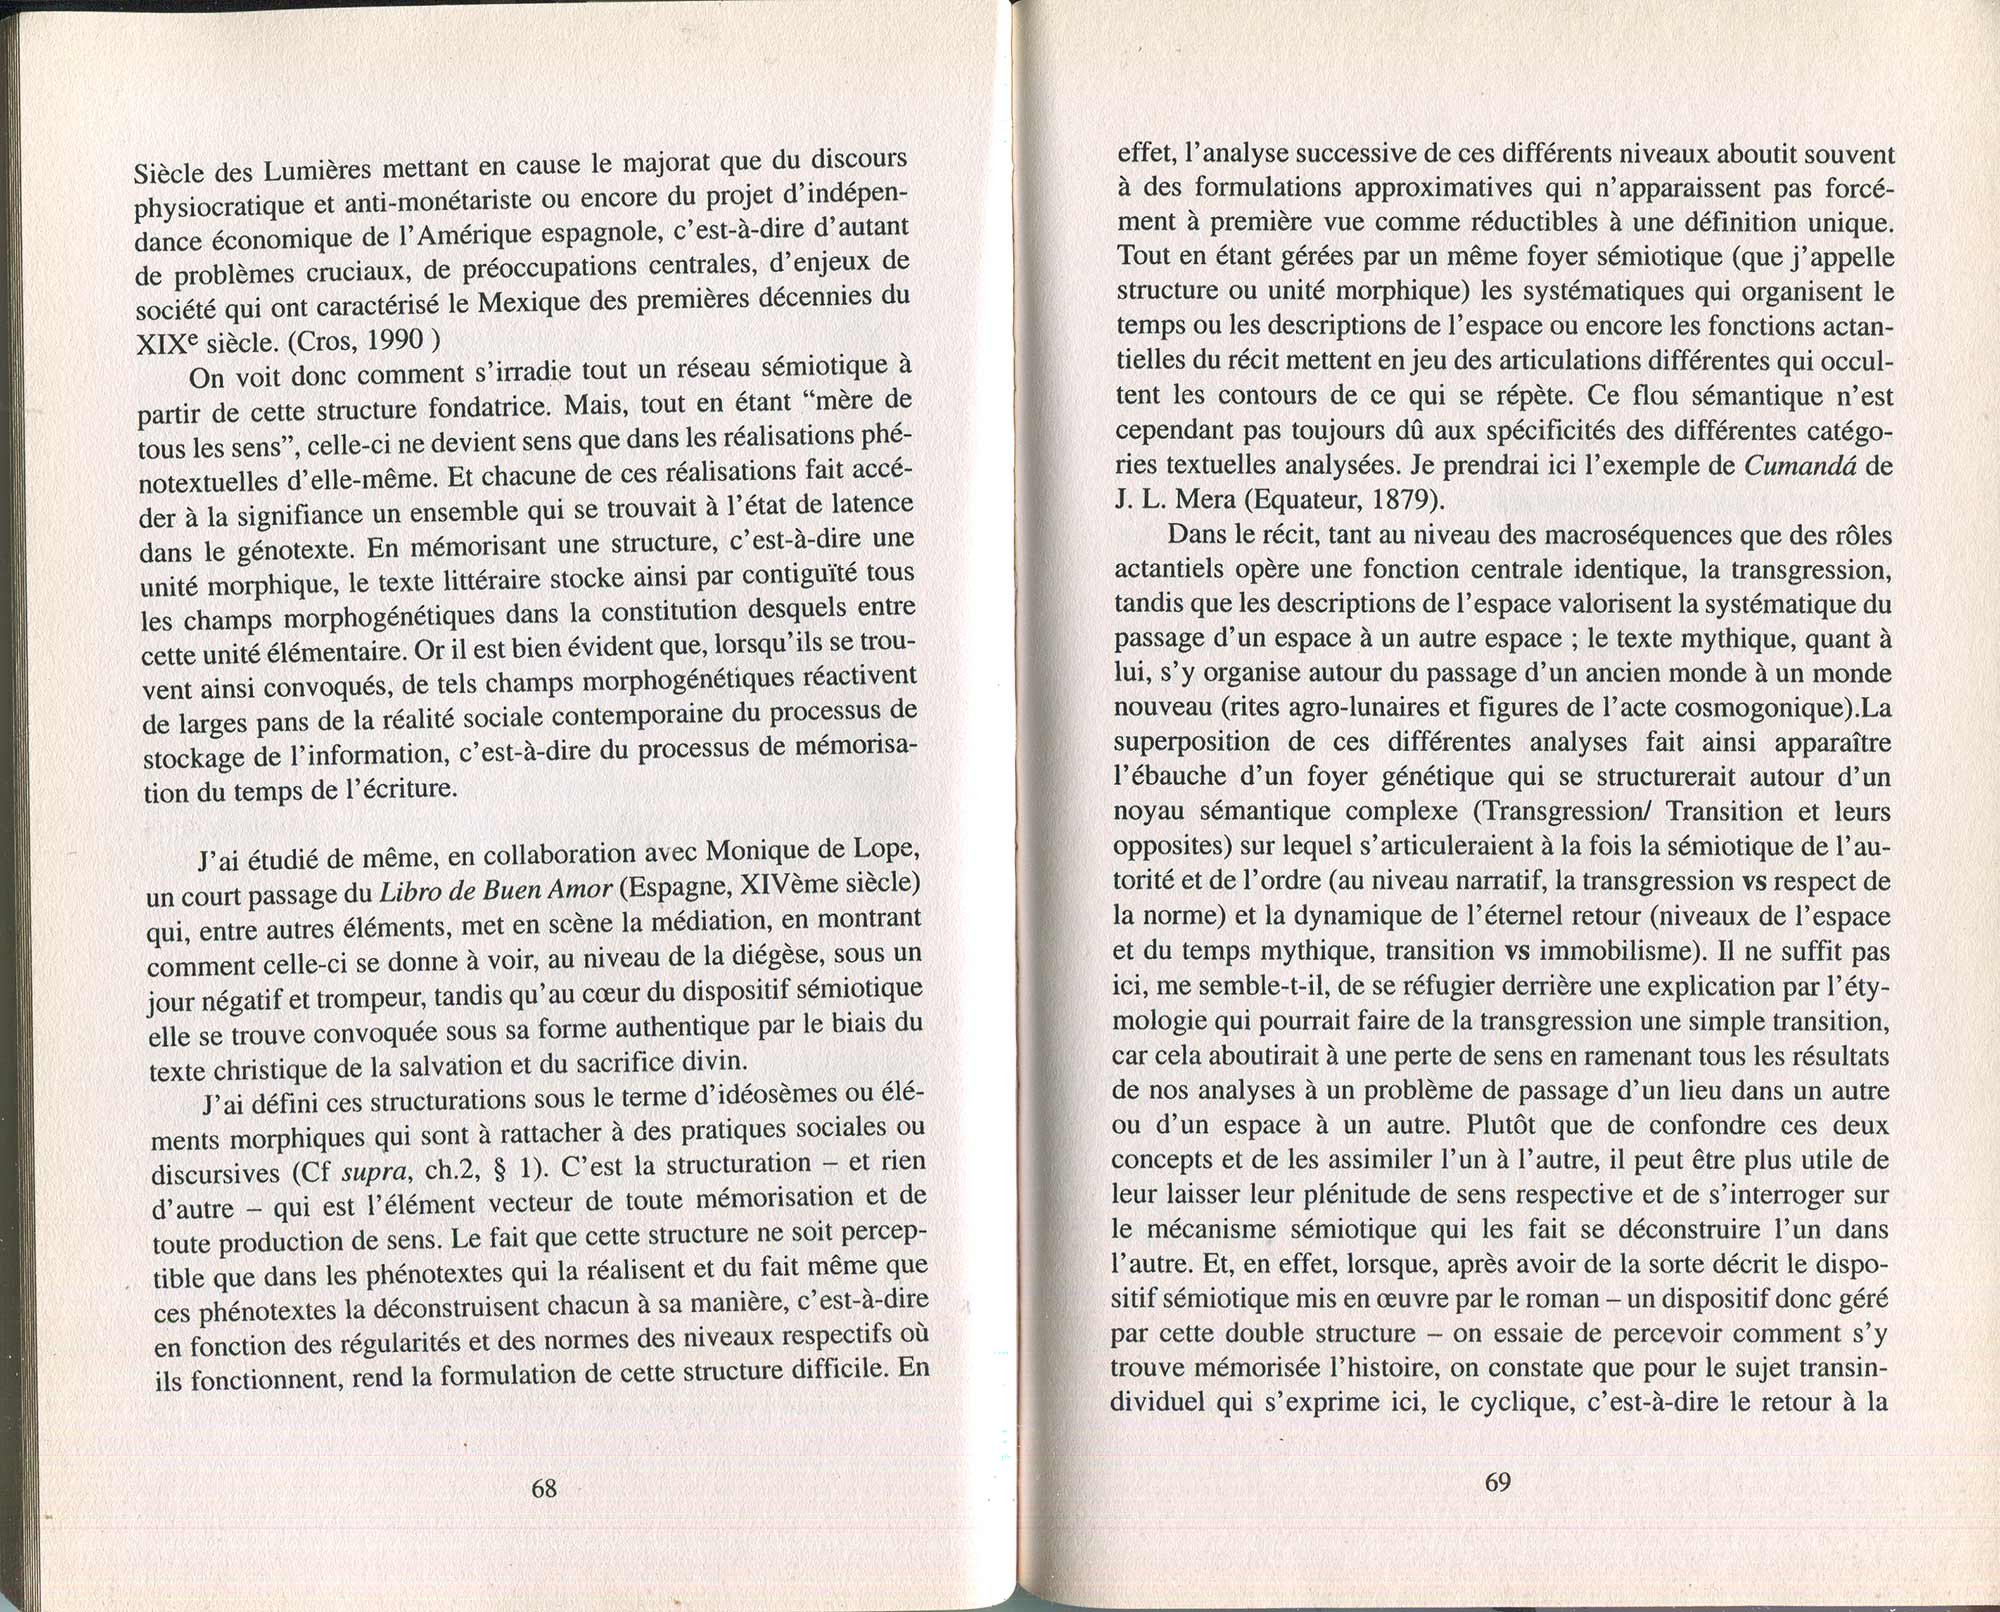 Siècle des Lumières mettant en cause le majorat que du discours
physiocratique et anti-monétariste ou encore du projet d'indépen-
dance économique de l'Amérique espagnole, c'est-à-dire d'autant
de problèmes cruciaux, de préoccupations centrales, d'enjeux de
société qui ont caractérisé le Mexique des premières décennies du
XIXe siècle. (Cros, 1990 )
On voit donc comment s'irradie tout un réseau sémiotique à
partir de cette structure fondatrice. Mais, tout en étant “mère de
tous les sens”, celle-ci ne devient sens que dans les réalisations phé-
notextuelles d'elle-même. Et chacune de ces réalisations fait accé-
der à la signifiance un ensemble qui se trouvait à l'état de latence
dans le génotexte. En mémorisant une structure, c'est-à-dire une
unité morphique, le texte littéraire stocke ainsi par contiguïté tous
les champs morphogénétiques dans la constitution desquels entre
cette unité élémentaire. Or il est bien évident que, lorsqu'ils se trou-
vent ainsi convoqués, de tels champs morphogénétiques réactivent
de larges pans de la réalité sociale contemporaine du processus de
stockage de l'information, c'est-à-dire du processus de mémorisa-
tion du temps de l'écriture.
J'ai étudié de même, en collaboration avec Monique de Lope,
un court passage du Libro de Buen Amor (Espagne, XIVème siècle)
qui, entre autres éléments, met en scène la médiation, en montrant
comment celle-ci se donne à voir, au niveau de la diégèse, sous un
jour négatif et trompeur, tandis qu'au cœur du dispositif sémiotique
elle se trouve convoquée sous sa forme authentique par le biais du
texte christique de la salvation et du sacrifice divin.
J'ai défini ces structurations sous le terme d'idéosèmes ou élé-
ments morphiques qui sont à rattacher à des pratiques sociales ou
discursives (Cf supra, ch.2, § 1). C'est la structuration – et rien
d'autre – qui est l'élément vecteur de toute mémorisation et de
toute production de sens. Le fait que cette structure ne soit percep-
tible que dans les phénotextes qui la réalisent et du fait même que
ces phénotextes la déconstruisent chacun à sa manière, c'est-à-dire
en fonction des régularités et des normes des niveaux respectifs où
ils fonctionnent, rend la formulation de cette structure difficile. En
68
effet, l'analyse successive de ces différents niveaux aboutit souvent
à des formulations approximatives qui n'apparaissent pas forcé-
ment à première vue comme réductibles à une définition unique.
Tout en étant gérées par un même foyer sémiotique (que j'appelle
structure ou unité morphique) les systématiques qui organisent le
temps ou les descriptions de l'espace ou encore les fonctions actan-
tielles du récit mettent en jeu des articulations différentes qui occul-
tent les contours de ce qui se répète. Ce flou sémantique n'est
cependant pas toujours dû aux spécificités des différentes catégo-
ries textuelles analysées. Je prendrai ici l'exemple de Cumandá de
J. L. Mera (Equateur, 1879).
Dans le récit, tant au niveau des macroséquences que des rôles
actantiels opère une fonction centrale identique, la transgression,
tandis que les descriptions de l'espace valorisent la systématique du
passage d'un espace à un autre espace ; le texte mythique, quant à
lui, s'y organise autour du passage d'un ancien monde à un monde
nouveau (rites agro-lunaires et figures de l'acte cosmogonique).La
superposition de ces différentes analyses fait ainsi apparaître
l'ébauche d'un foyer génétique qui se structurerait autour d'un
noyau sémantique complexe (Transgression/ Transition et leurs
opposites) sur lequel s'articuleraient à la fois la sémiotique de l'au-
torité et de l'ordre (au niveau narratif, la transgression vs respect de
la norme) et la dynamique de l'éternel retour (niveaux de l'espace
et du temps mythique, transition vs immobilisme). Il ne suffit pas
ici, me semble-t-il, de se réfugier derrière une explication par l'éty-
mologie qui pourrait faire de la transgression une simple transition,
car cela aboutirait à une perte de sens en ramenant tous les résultats
de nos analyses à un problème de passage d'un lieu dans un autre
ou d'un espace à un autre. Plutôt que de confondre ces deux
concepts et de les assimiler l'un à l'autre, il peut être plus utile de
leur laisser leur plénitude de sens respective et de s'interroger sur
le mécanisme sémiotique qui les fait se déconstruire l'un dans
l'autre. Et, en effet, lorsque, après avoir de la sorte décrit le dispo-
sitif sémiotique mis en œuvre par le roman – un dispositif donc géré
par cette double structure – on essaie de percevoir comment s'y
trouve mémorisée l'histoire, on constate que pour le sujet transin-
dividuel qui s'exprime ici, le cyclique, c'est-à-dire le retour à la
69